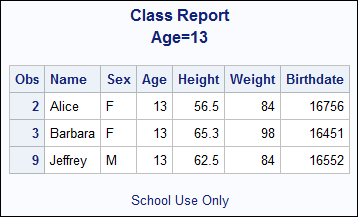 Class Report
Age=13
Obs Name Sex Age Height Weight Birthdate
2 Alice F 13 56.5 84 16756
3 Barbara F 13 65.3 98 16451
9 Jeffrey M 13 62.5 84 16552
School Use Only